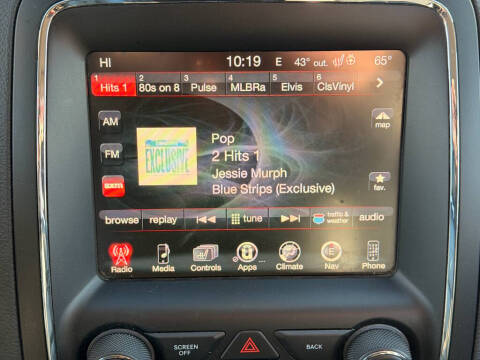 HI 10:19 E 43° out. 65°
1 Hits 1 2 80s on 8 3 Pulse 4 MLBRa 5 Elvis 6 ClsVinyl
AM
FM
sxm
EXCLUSIVE
Pop
2 Hits 1
Jessie Murph
Blue Strips (Exclusive)
map
fav.
browse replay tune traffic & weather audio
Radio Media Controls Apps Climate E Nav Phone
SCREEN OFF BACK